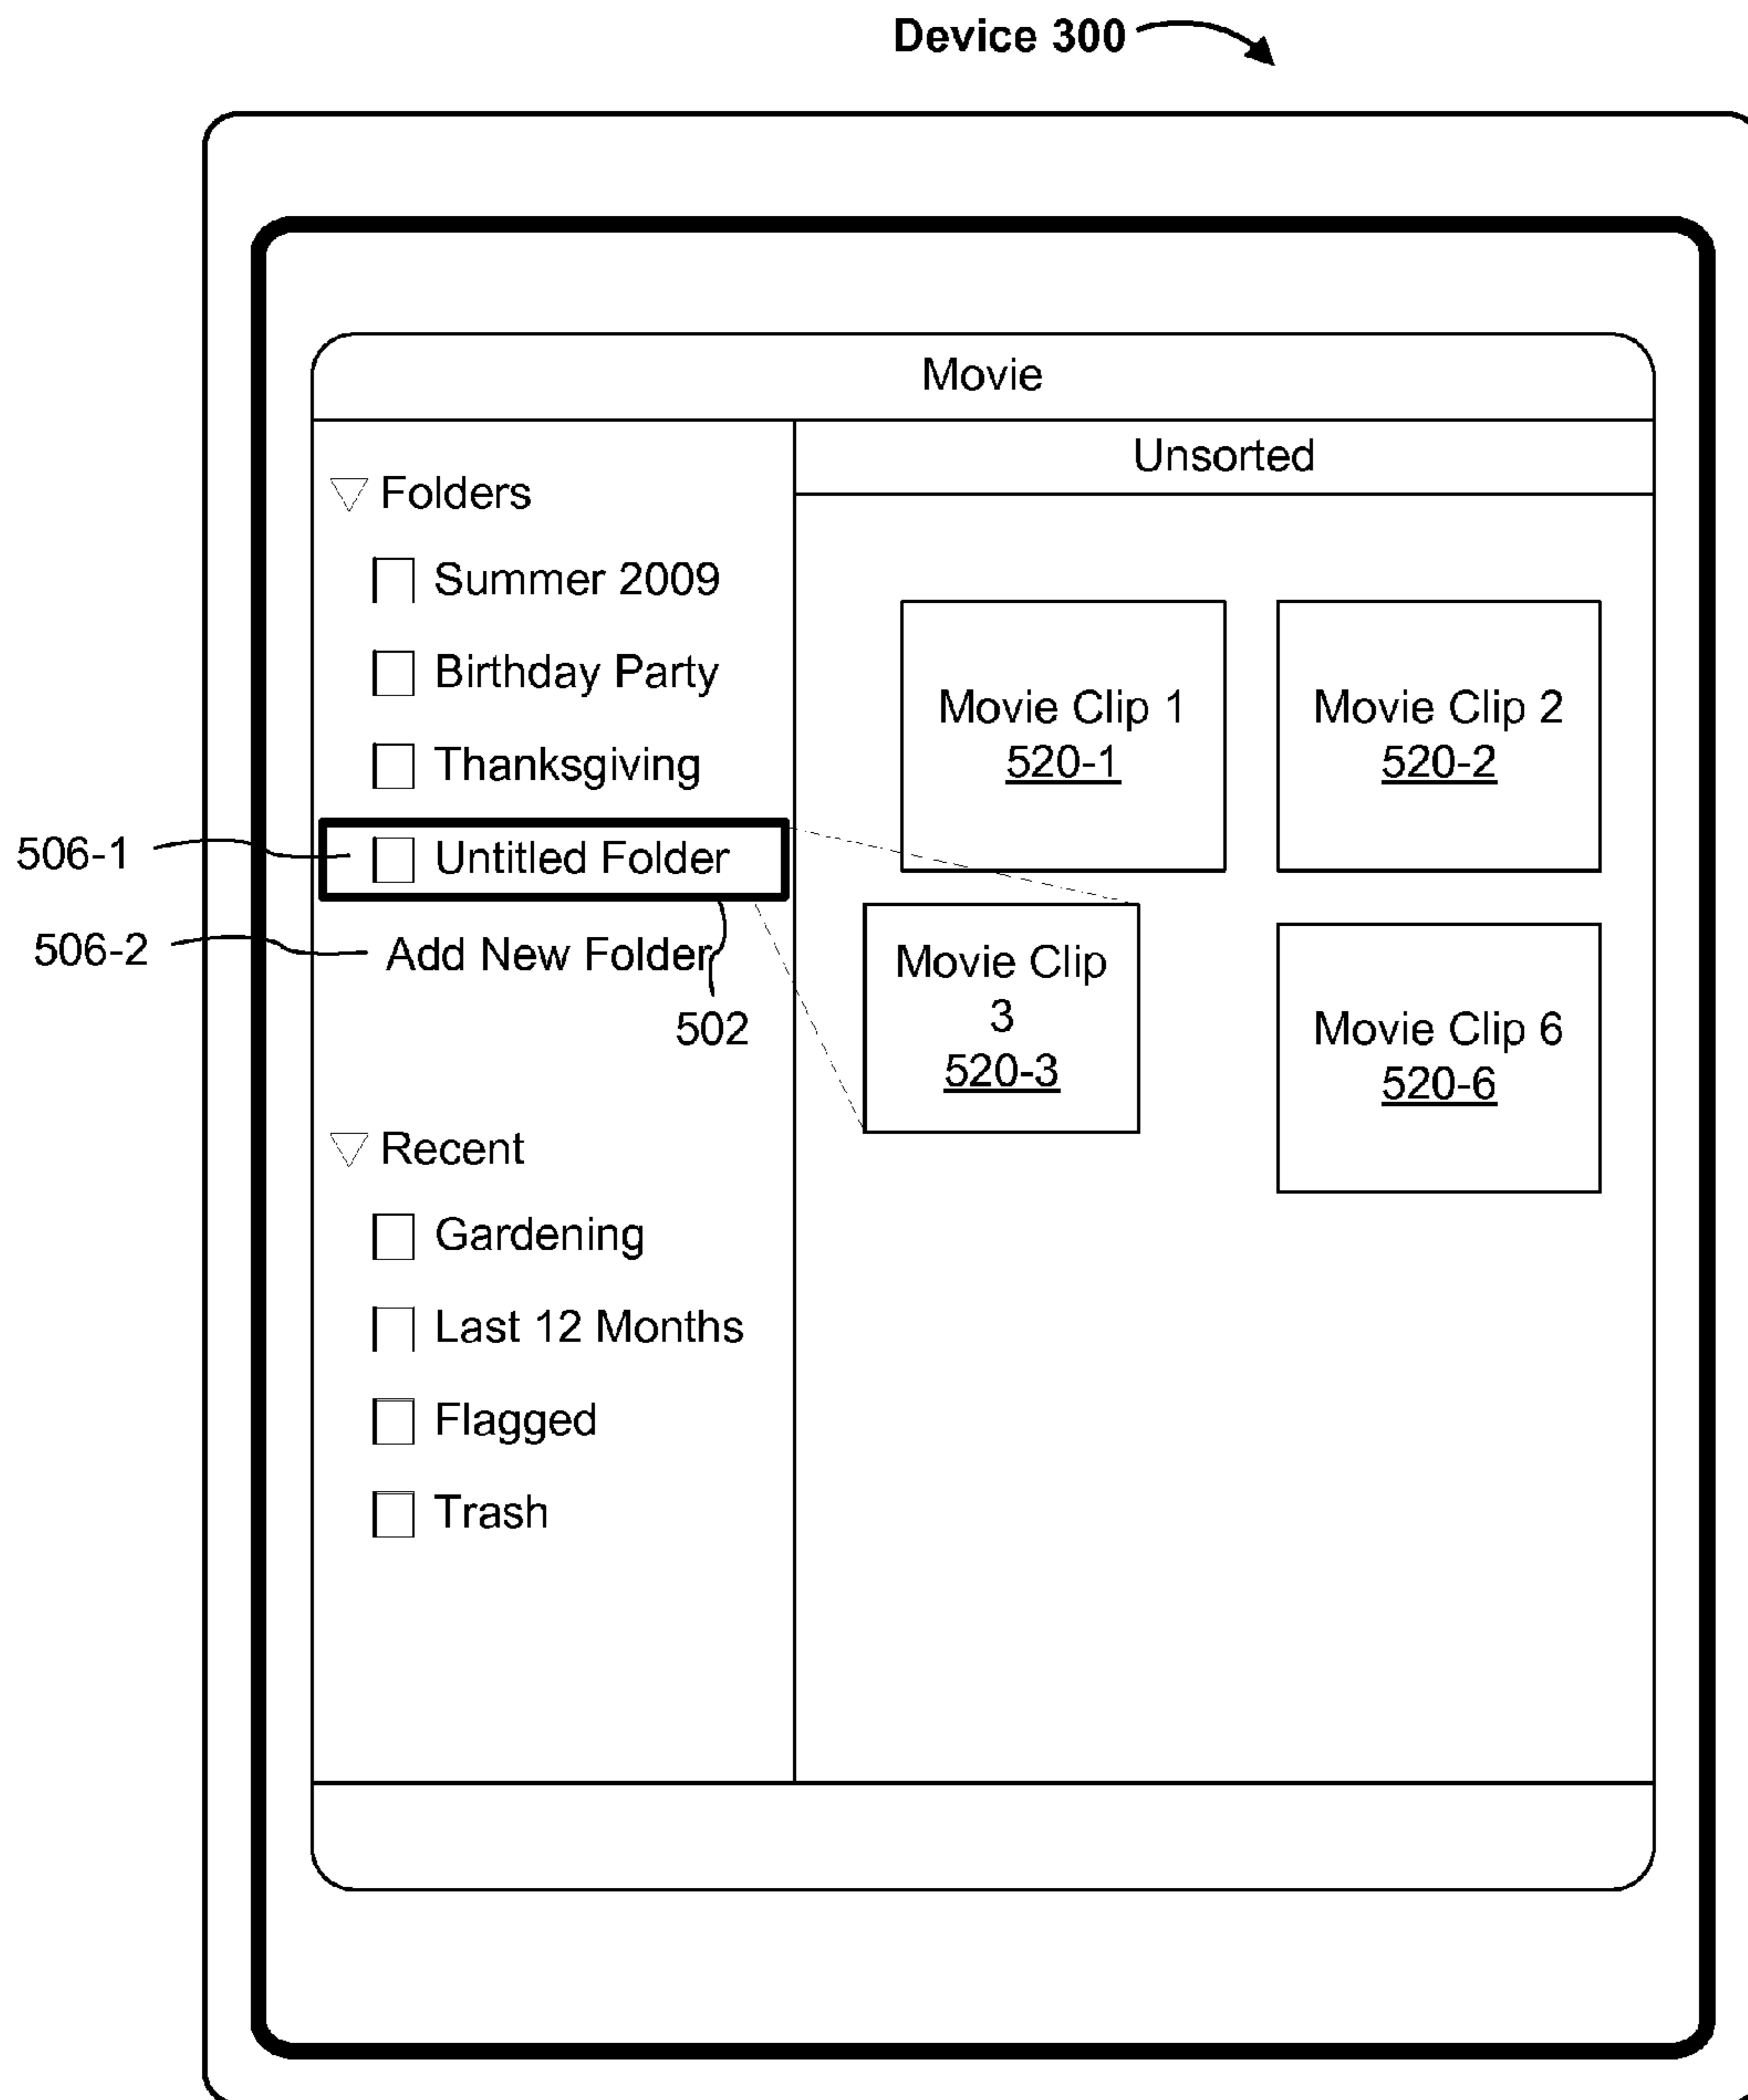 Device 300
Movie
Folders
Summer 2009
Birthday Party
Thanksgiving
506-1
Untitled Folder
506-2
Add New Folder
502
Recent
Gardening
Last 12 Months
Flagged
Trash
Unsorted
Movie Clip 1
520-1
Movie Clip 2
520-2
Movie Clip
3
520-3
Movie Clip 6
520-6